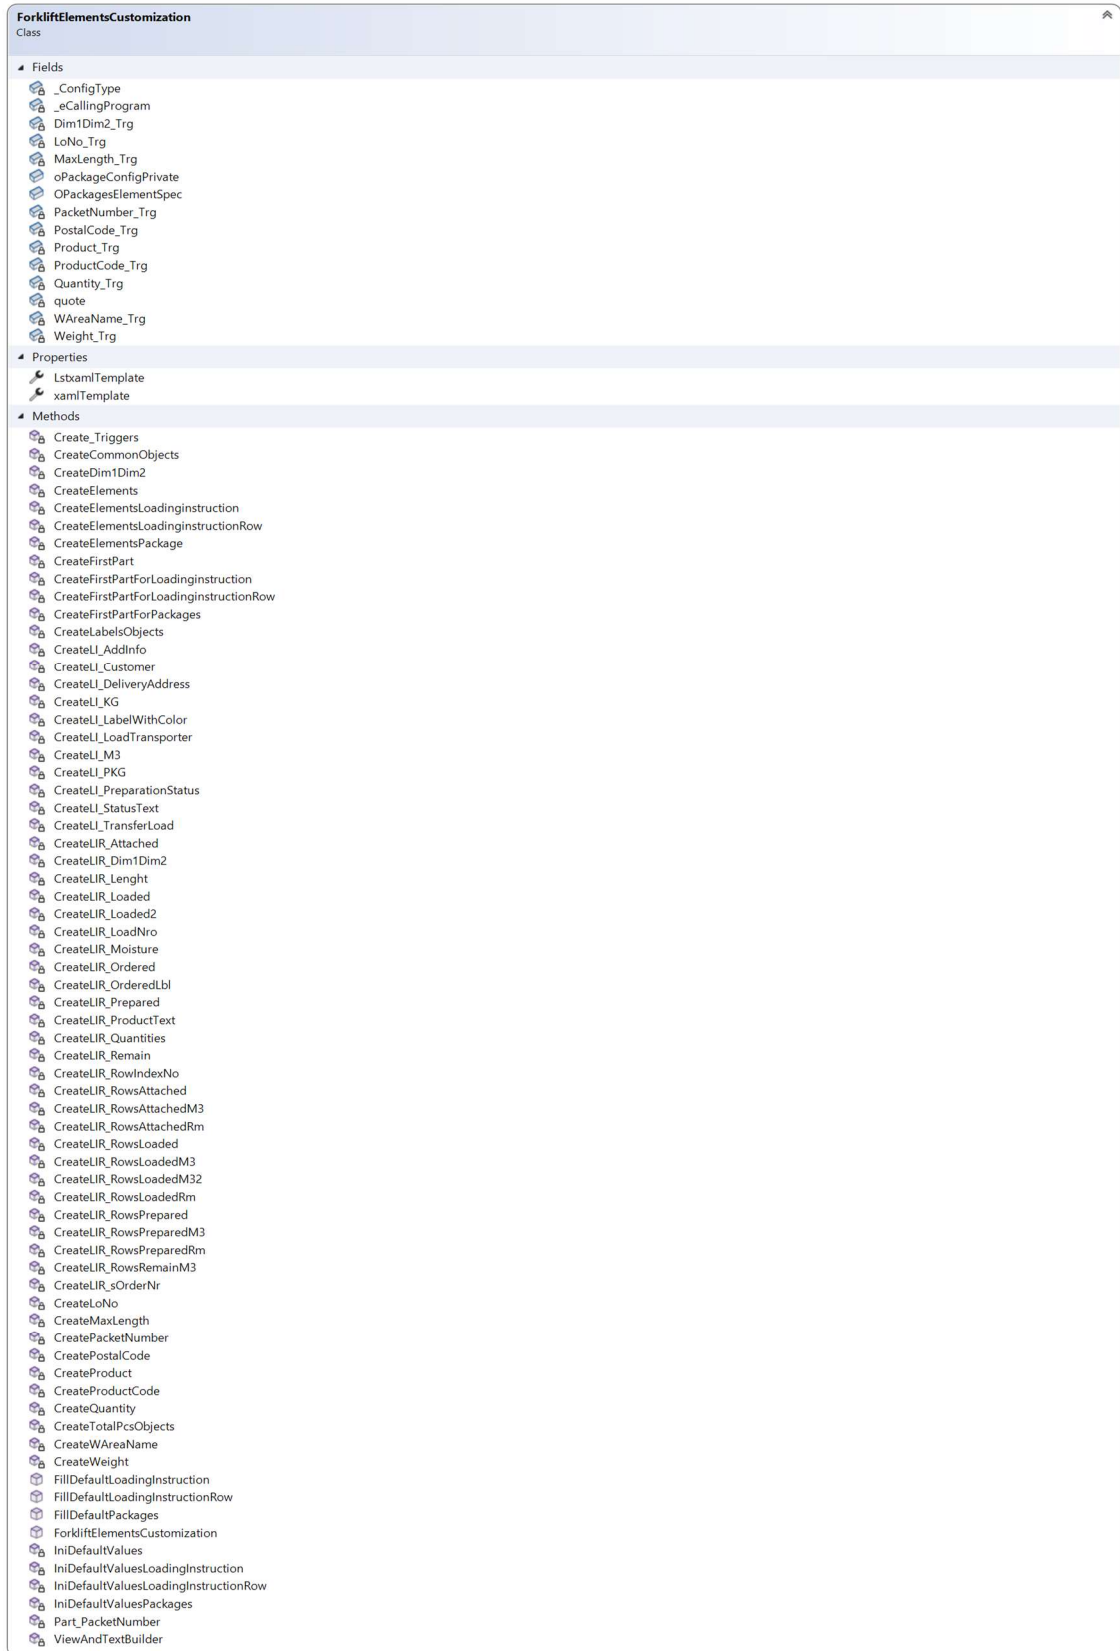 ForkliftElementsCustomization
Class
Fields
_ConfigType
_eCallingProgram
Dim1Dim2_Trg
LoNo_Trg
MaxLength_Trg
oPackageConfigPrivate
OPackagesElementSpec
PacketNumber_Trg
PostalCode_Trg
Product_Trg
ProductCode_Trg
Quantity_Trg
quote
WAreaName_Trg
Weight_Trg
Properties
LstxamlTemplate
xamlTemplate
Methods
Create_Triggers
CreateCommonObjects
CreateDim1Dim2
CreateElements
CreateElementsLoadinginstruction
CreateElementsLoadinginstructionRow
CreateElementsPackage
CreateFirstPart
CreateFirstPartForLoadinginstruction
CreateFirstPartForLoadinginstructionRow
CreateFirstPartForPackages
CreateLabelsObjects
CreateLI_AddInfo
CreateLI_Customer
CreateLI_DeliveryAddress
CreateLI_KG
CreateLI_LabelWithColor
CreateLI_LoadTransporter
CreateLI_M3
CreateLI_PKG
CreateLI_PreparationStatus
CreateLI_StatusText
CreateLI_TransferLoad
CreateLIR_Attached
CreateLIR_Dim1Dim2
CreateLIR_Lenght
CreateLIR_Loaded
CreateLIR_Loaded2
CreateLIR_LoadNro
CreateLIR_Moisture
CreateLIR_Ordered
CreateLIR_OrderedLbl
CreateLIR_Prepared
CreateLIR_ProductText
CreateLIR_Quantities
CreateLIR_Remain
CreateLIR_RowIndexNo
CreateLIR_RowsAttached
CreateLIR_RowsAttachedM3
CreateLIR_RowsAttachedRm
CreateLIR_RowsLoaded
CreateLIR_RowsLoadedM3
CreateLIR_RowsLoadedM32
CreateLIR_RowsLoadedRm
CreateLIR_RowsPrepared
CreateLIR_RowsPreparedM3
CreateLIR_RowsPreparedRm
CreateLIR_RowsRemainM3
CreateLIR_sOrderNr
CreateLoNo
CreateMaxLength
CreatePacketNumber
CreatePostalCode
CreateProduct
CreateProductCode
CreateQuantity
CreateTotalPcsObjects
CreateWAreaName
CreateWeight
FillDefaultLoadingInstruction
FillDefaultLoadingInstructionRow
FillDefaultPackages
ForkliftElementsCustomization
IniDefaultValues
IniDefaultValuesLoadingInstruction
IniDefaultValuesLoadingInstructionRow
IniDefaultValuesPackages
Part_PacketNumber
ViewAndTextBuilder